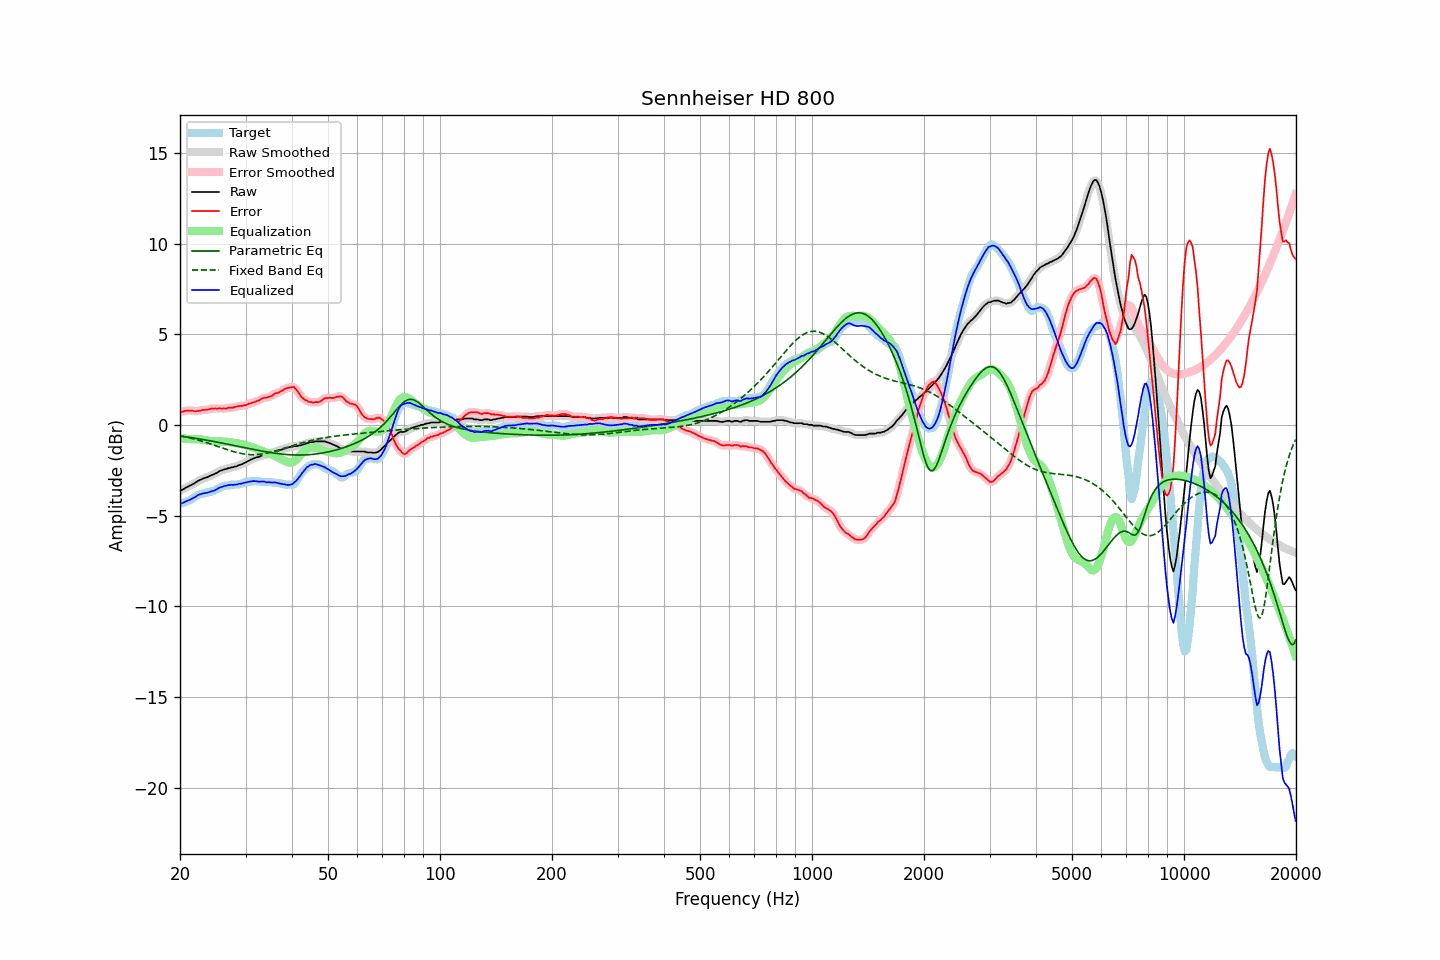 Sennheiser HD 800
Target
Raw Smoothed
Error Smoothed
Raw
Error
Equalization
Parametric Eq
Fixed Band Eq
Equalized
15
10
5
0
−5
−10
−15
−20
Amplitude (dBr)
20 50 100 200 500 1000 2000 5000 10000 20000
Frequency (Hz)